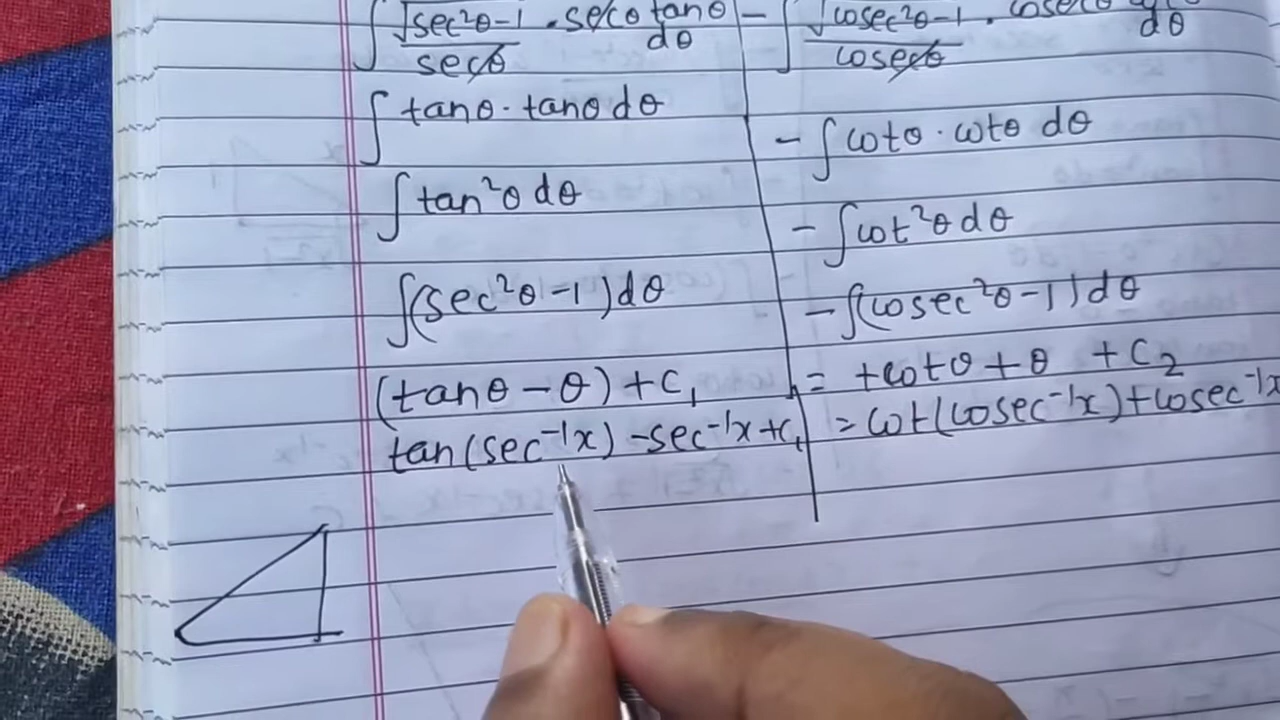 ∫ √sec²θ-1 / secθ · secθ tanθ dθ
∫ tanθ · tanθ dθ
∫ tan²θ dθ
∫(sec²θ-1)dθ
(tanθ-θ)+C₁
tan(sec⁻¹x)-sec⁻¹x+C₁
-∫ √cosec²θ-1 / cosecθ · cosecθ dθ
-∫ cotθ · cotθ dθ
-∫cot²θ dθ
-∫(cosec²θ-1)dθ
= +cotθ+θ +C₂
= cot(cosec⁻¹x)+cosec⁻¹x